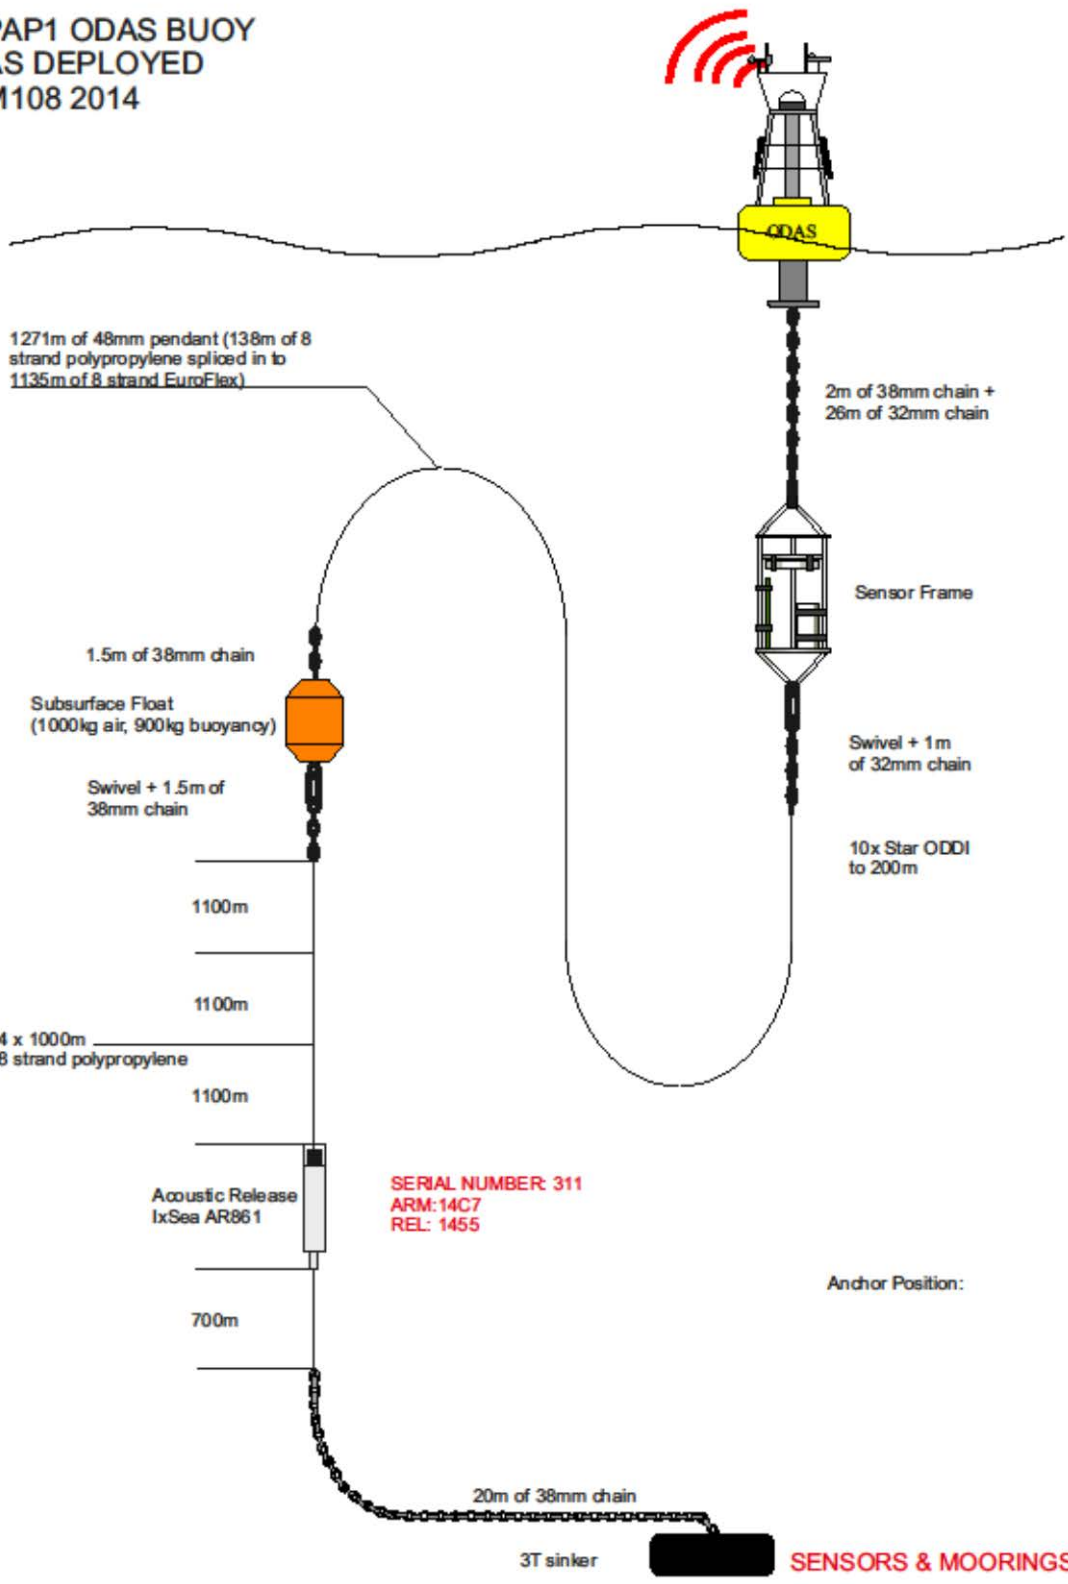 PAP1 ODAS BUOY
AS DEPLOYED
M108 2014
ODAS
1271m of 48mm pendant (138m of 8
strand polypropylene spliced in to
1135m of 8 strand EuroFlex)
2m of 38mm chain +
26m of 32mm chain
Sensor Frame
1.5m of 38mm chain
Subsurface Float
(1000kg air, 900kg buoyancy)
Swivel + 1m
of 32mm chain
Swivel + 1.5m of
38mm chain
10x Star ODDI
to 200m
1100m
1100m
4 x 1000m
8 strand polypropylene
1100m
Acoustic Release
IxSea AR861
SERIAL NUMBER: 311
ARM:14C7
REL: 1455
Anchor Position:
700m
20m of 38mm chain
3T sinker
SENSORS & MOORINGS